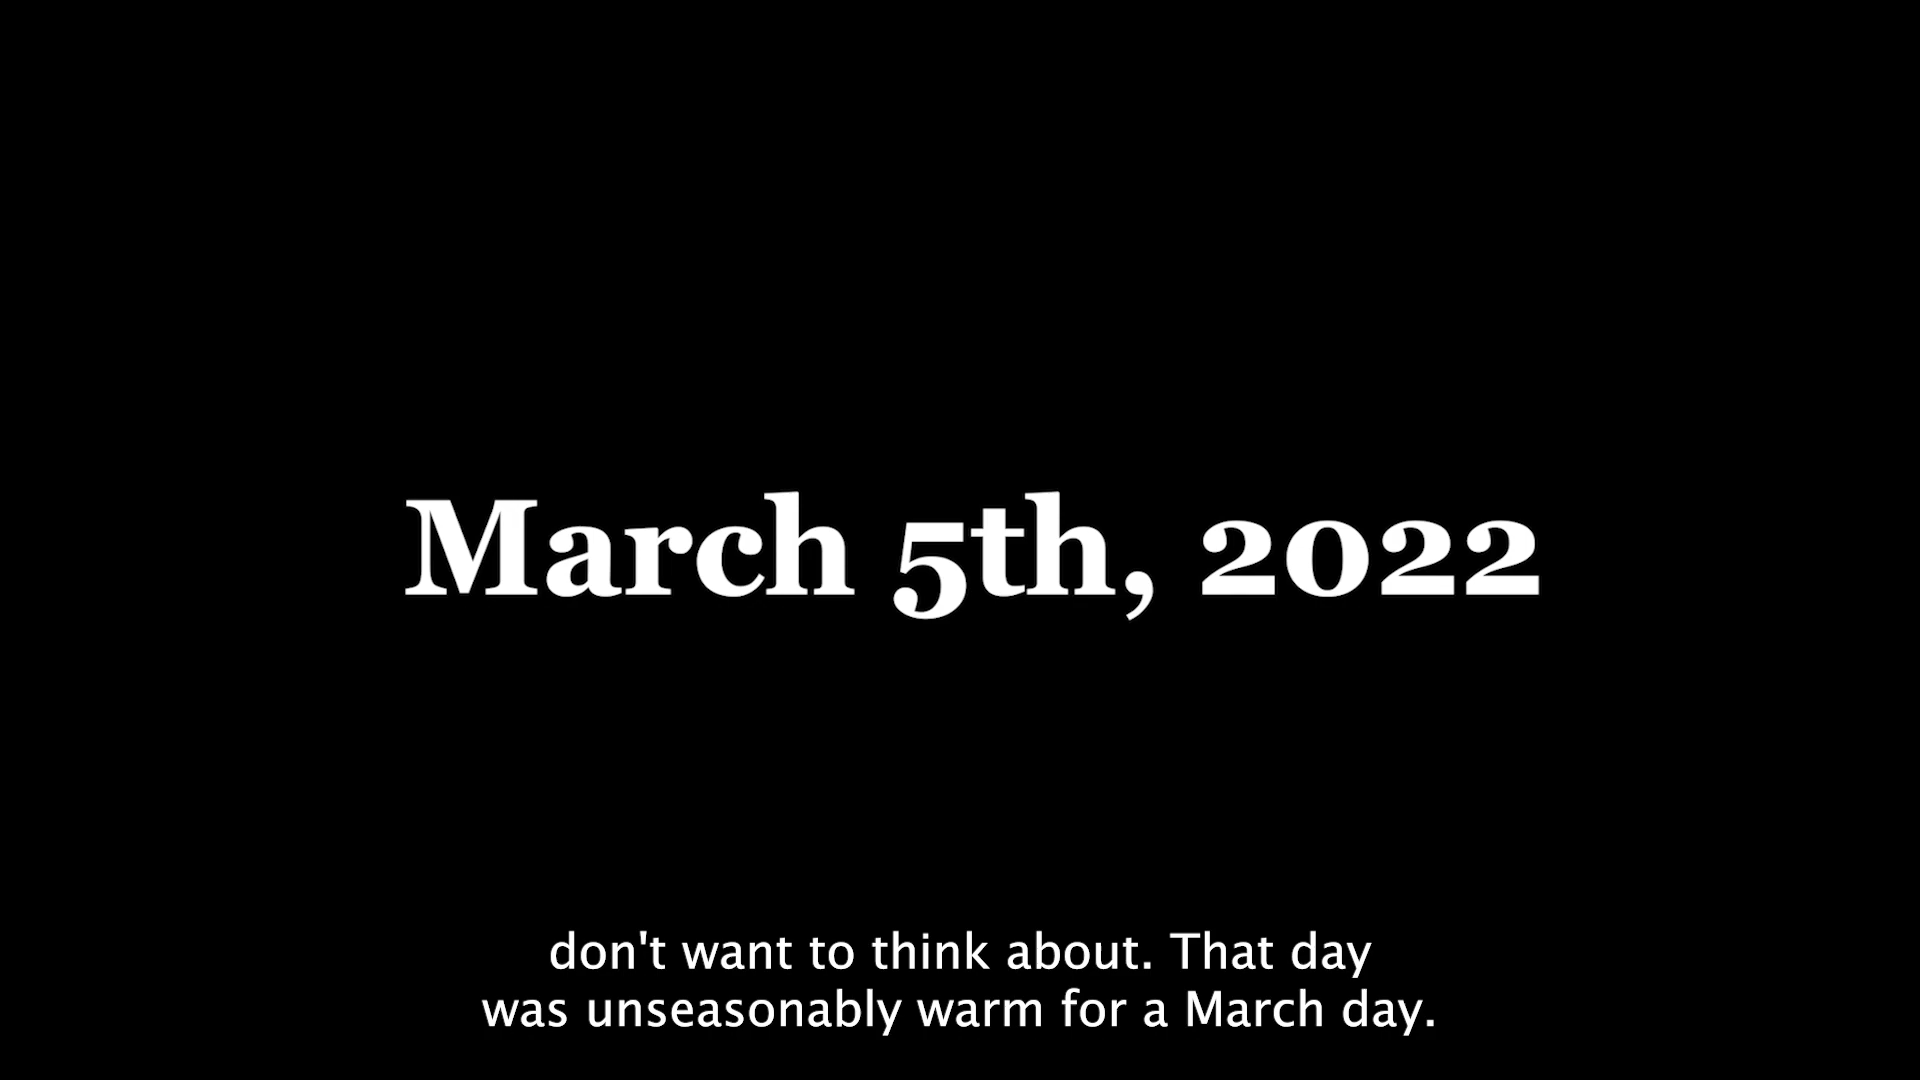 March 5th, 2022
don't want to think about. That day
was unseasonably warm for a March day.